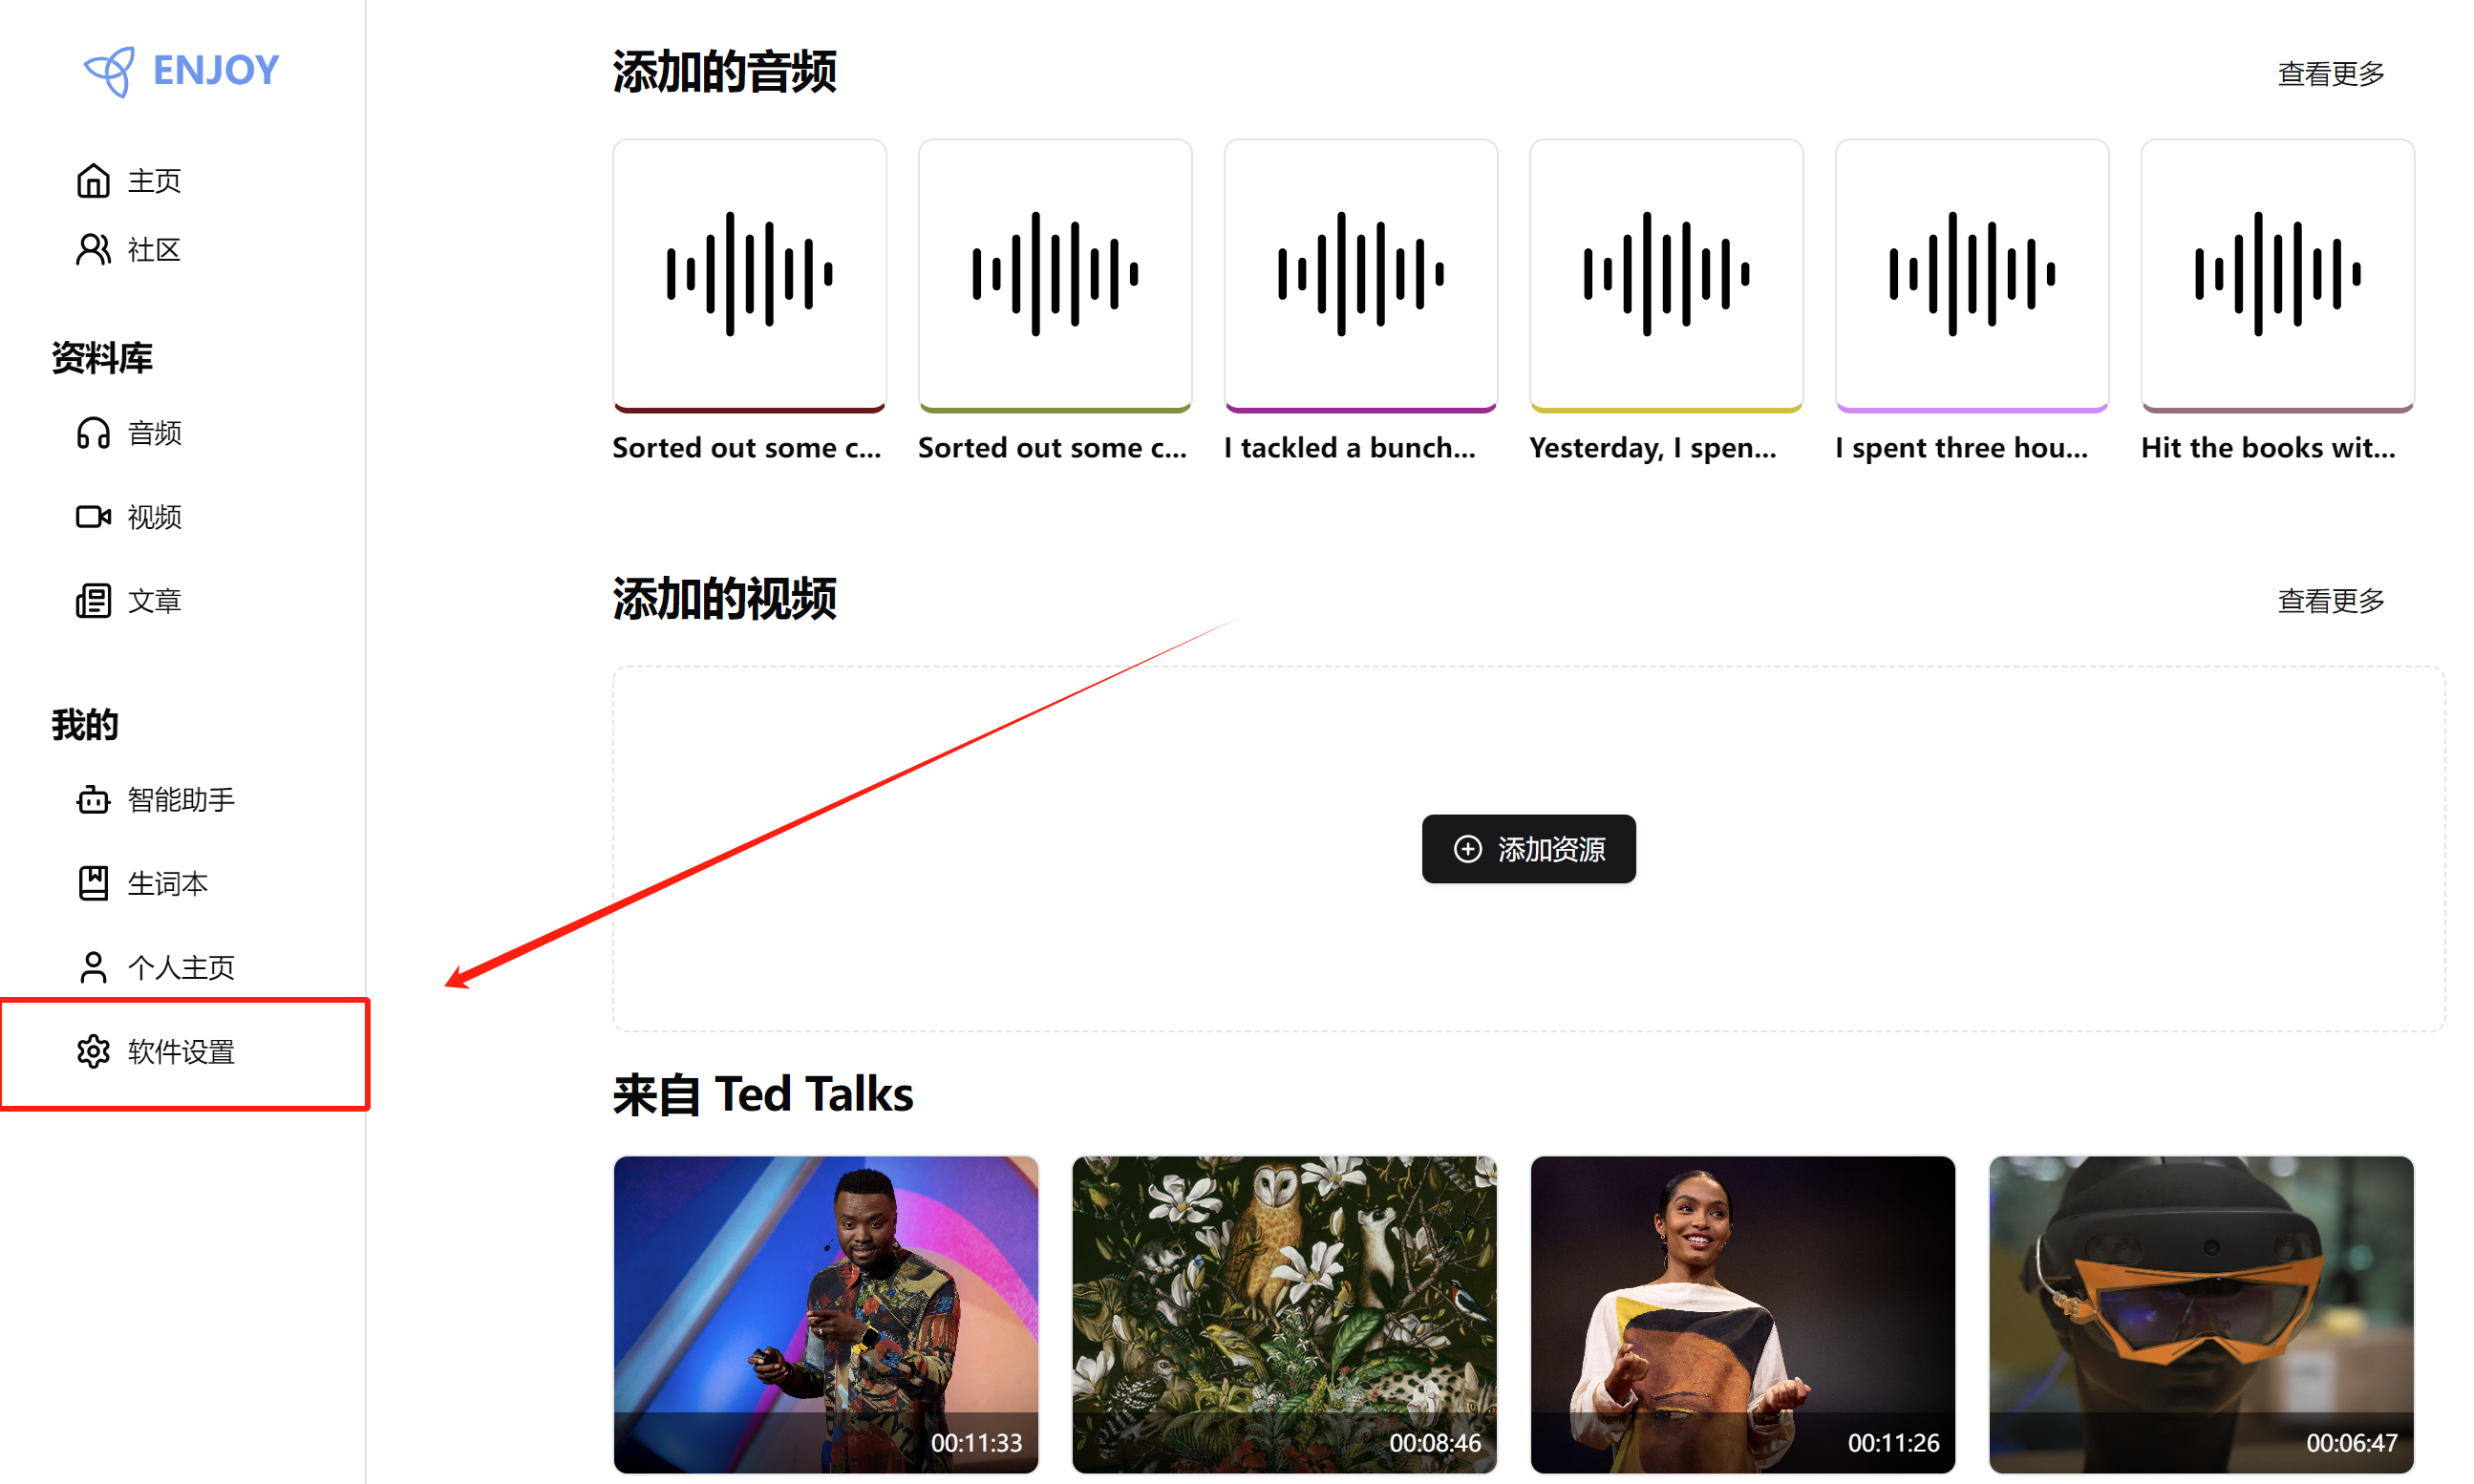 ENJOY
主页
社区
资料库
音频
视频
文章
我的
智能助手
生词本
个人主页
软件设置
添加的音频
查看更多
Sorted out some c...
Sorted out some c...
I tackled a bunch...
Yesterday, I spen...
I spent three hou...
Hit the books wit...
添加的视频
查看更多
添加资源
来自 Ted Talks
00:11:33
00:08:46
00:11:26
00:06:47